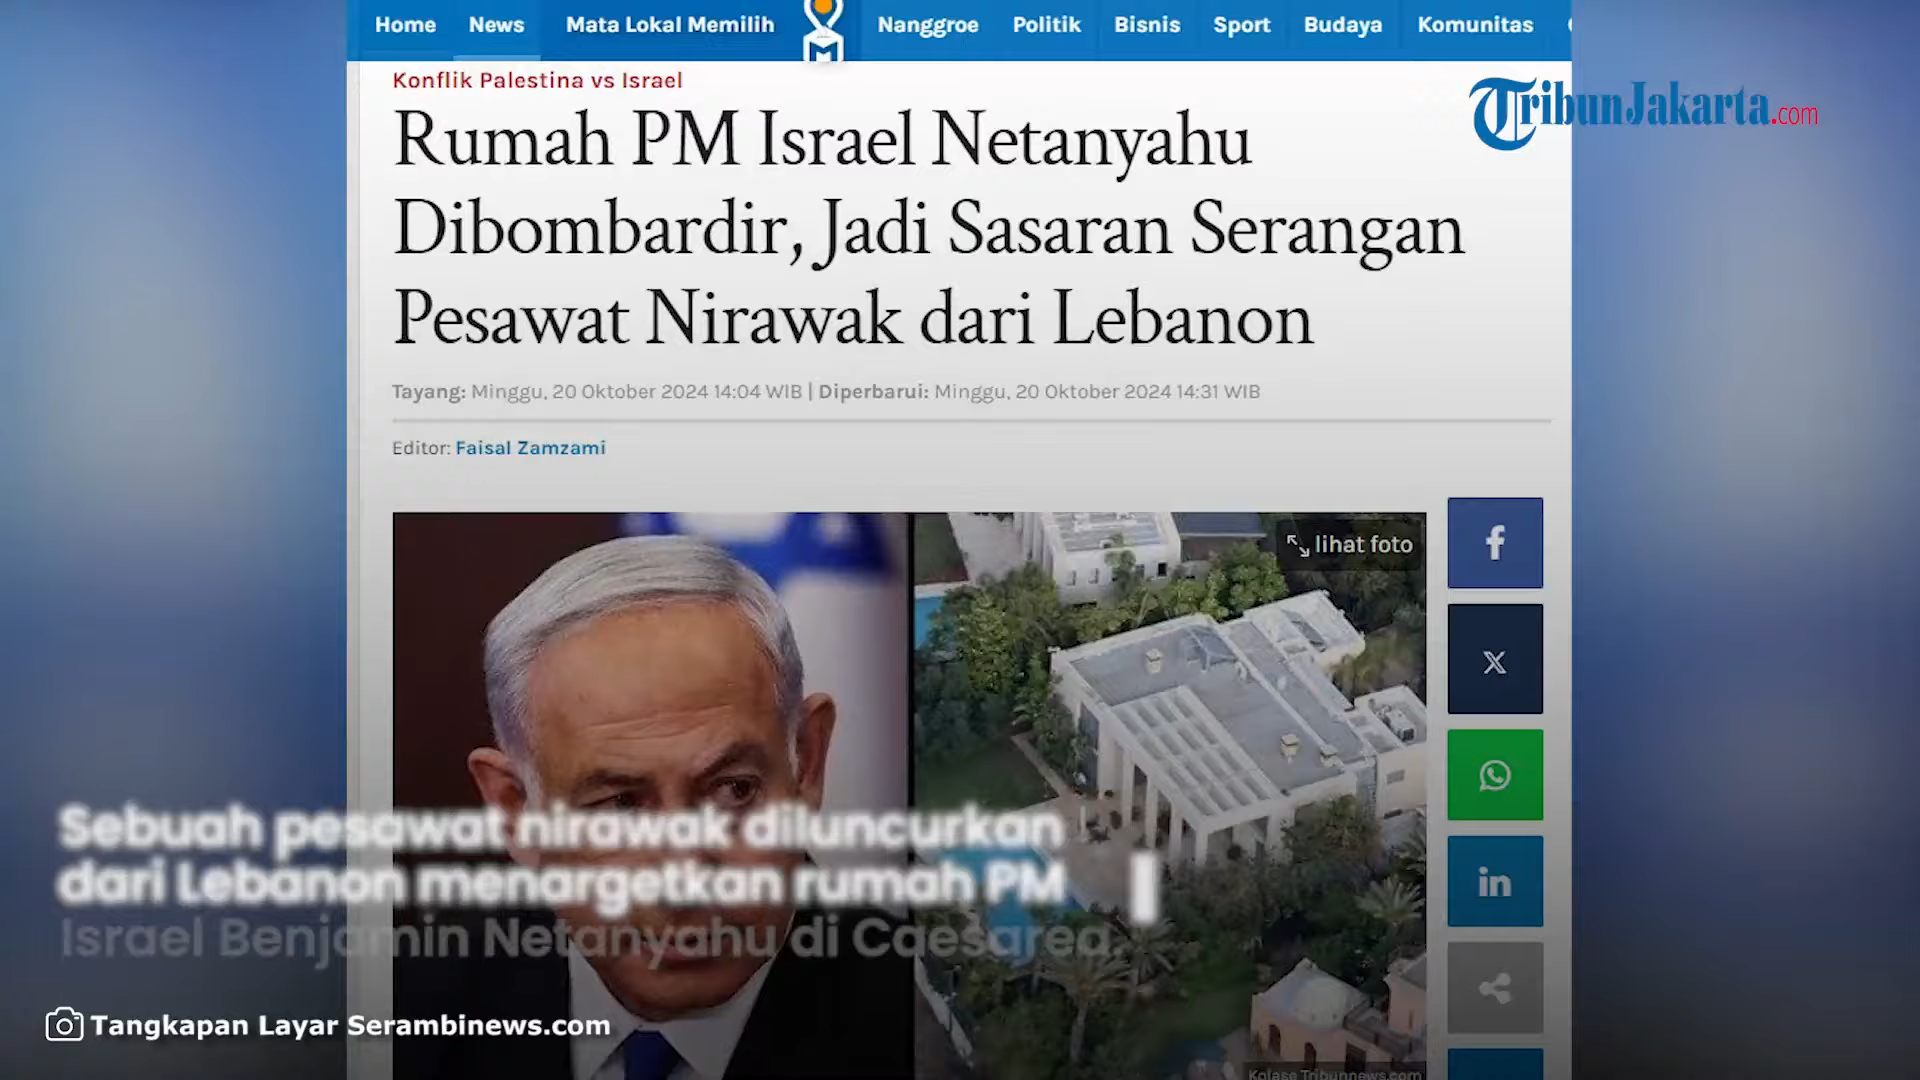 Home News Mata Lokal Memilih M Nanggroe Politik Bisnis Sport Budaya Komunitas
Konflik Palestina vs Israel
TribunJakarta.com
Rumah PM Israel Netanyahu
Dibombardir, Jadi Sasaran Serangan
Pesawat Nirawak dari Lebanon
Tayang: Minggu, 20 Oktober 2024 14:04 WIB | Diperbarui: Minggu, 20 Oktober 2024 14:31 WIB
Editor: Faisal Zamzami
lihat foto
Sebuah pesawat nirawak diluncurkan
dari Lebanon menargetkan rumah PM
Israel Benjamin Netanyahu di Caesarea.
Tangkapan Layar Serambinews.com
Kolase Tribunnews.com